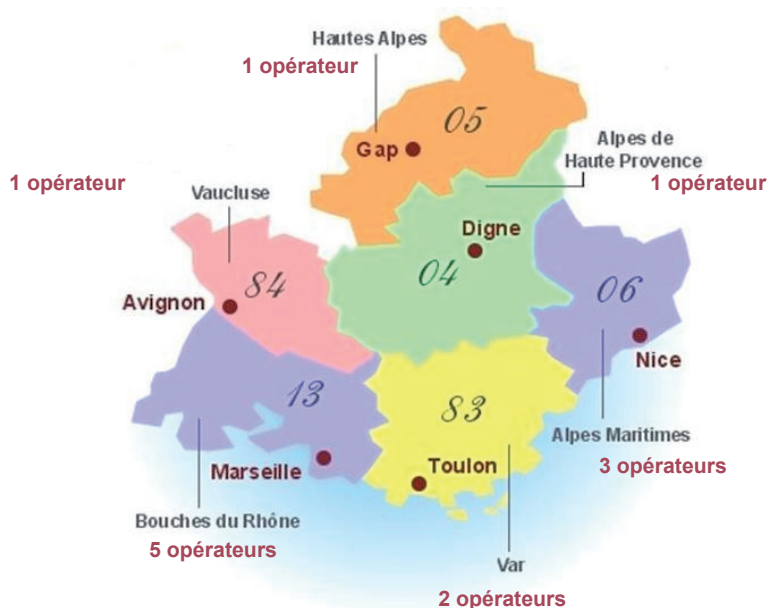 Hautes Alpes
1 opérateur
05
Gap
Alpes de
Haute Provence
1 opérateur
1 opérateur
Vaucluse
Digne
84
04
06
Avignon
Nice
13
83
Alpes Maritimes
3 opérateurs
Marseille
Toulon
Bouches du Rhône
5 opérateurs
Var
2 opérateurs